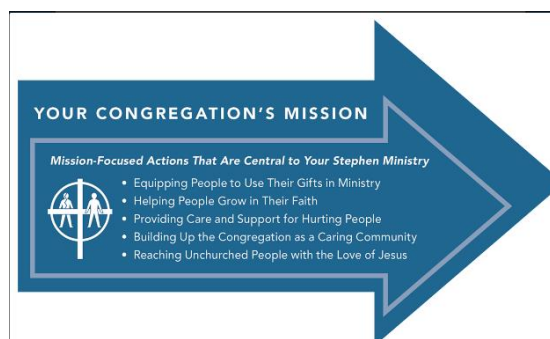 YOUR CONGREGATION'S MISSION
Mission-Focused Actions That Are Central to Your Stephen Ministry
• Equipping People to Use Their Gifts in Ministry
• Helping People Grow in Their Faith
• Providing Care and Support for Hurting People
• Building Up the Congregation as a Caring Community
• Reaching Unchurched People with the Love of Jesus